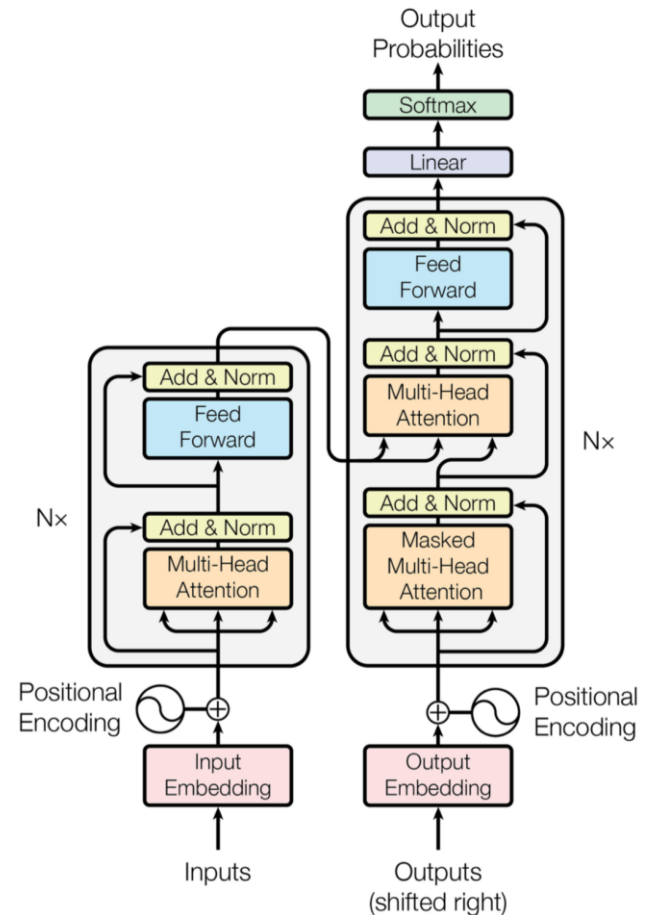 Output
Probabilities
Softmax
Linear
Add & Norm
Feed
Forward
Add & Norm
Multi-Head
Attention
Add & Norm
Masked
Multi-Head
Attention
Nx
Add & Norm
Feed
Forward
Add & Norm
Multi-Head
Attention
N×
Positional
Encoding
Input
Embedding
Inputs
Positional
Encoding
Output
Embedding
Outputs
(shifted right)